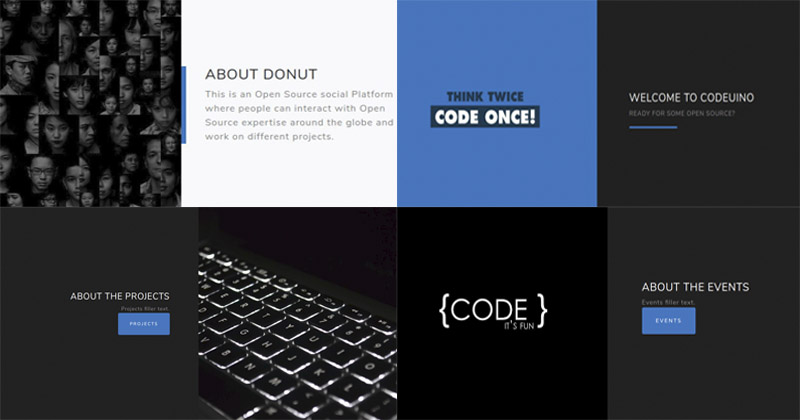 ABOUT DONUT
This is an Open Source social Platform
where people can interact with Open
Source expertise around the globe and
work on different projects.
THINK TWICE
CODE ONCE!
WELCOME TO CODEUINO
READY FOR SOME OPEN SOURCE?
ABOUT THE PROJECTS
Projects filler text.
PROJECTS
{CODE }
IT'S FUN
ABOUT THE EVENTS
Events filler text.
EVENTS